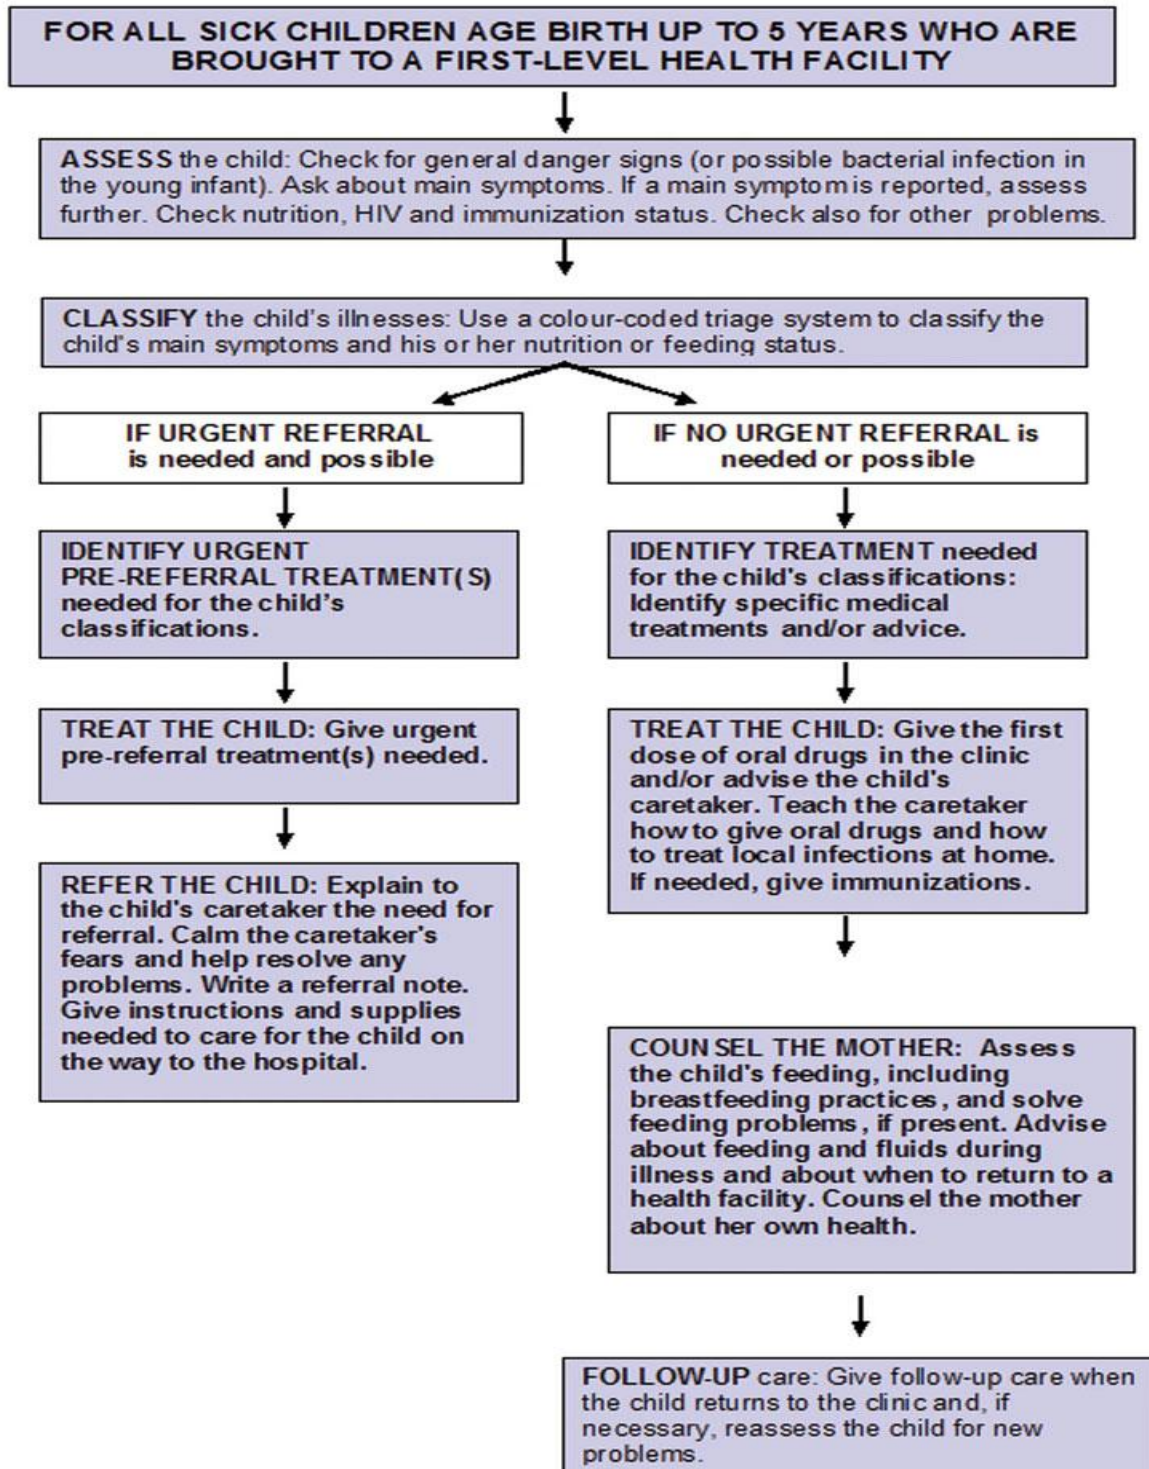 FOR ALL SICK CHILDREN AGE BIRTH UP TO 5 YEARS WHO ARE
BROUGHT TO A FIRST-LEVEL HEALTH FACILITY
ASSESS the child: Check for general danger signs (or possible bacterial infection in
the young infant). Ask about main symptoms. If a main symptom is reported, assess
further. Check nutrition, HIV and immunization status. Check also for other problems.
CLASSIFY the child's illnesses: Use a colour-coded triage system to classify the
child's main symptoms and his or her nutrition or feeding status.
IF URGENT REFERRAL
is needed and possible
IDENTIFY URGENT
PRE-REFERRAL TREATMENT(S)
needed for the child's
classifications.
TREAT THE CHILD: Give urgent
pre-referral treatment(s) needed.
REFER THE CHILD: Explain to
the child's caretaker the need for
referral. Calm the caretaker's
fears and help resolve any
problems. Write a referral note.
Give instructions and supplies
needed to care for the child on
the way to the hospital.
IF NO URGENT REFERRAL is
needed or possible
IDENTIFY TREATMENT needed
for the child's classifications:
Identify specific medical
treatments and/or advice.
TREAT THE CHILD: Give the first
dose of oral drugs in the clinic
and/or advise the child's
caretaker. Teach the caretaker
how to give oral drugs and how
to treat local infections at home.
If needed, give immunizations.
COUNSEL THE MOTHER: Assess
the child's feeding, including
breastfeeding practices, and solve
feeding problems, if present. Advise
about feeding and fluids during
illness and about when to return to a
health facility. Counsel the mother
about her own health.
FOLLOW-UP care: Give follow-up care when
the child returns to the clinic and, if
necessary, reassess the child for new
problems.